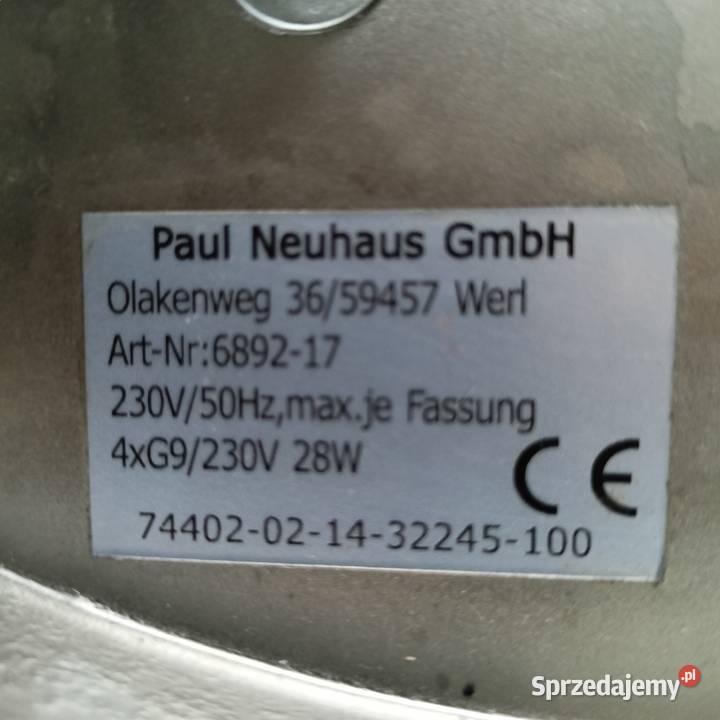 Paul Neuhaus GmbH
Olakenweg 36/59457 Werl
Art-Nr:6892-17
230V/50Hz,max.je Fassung
4xG9/230V 28W
CE
74402-02-14-32245-100
Sprzedajemy.pl